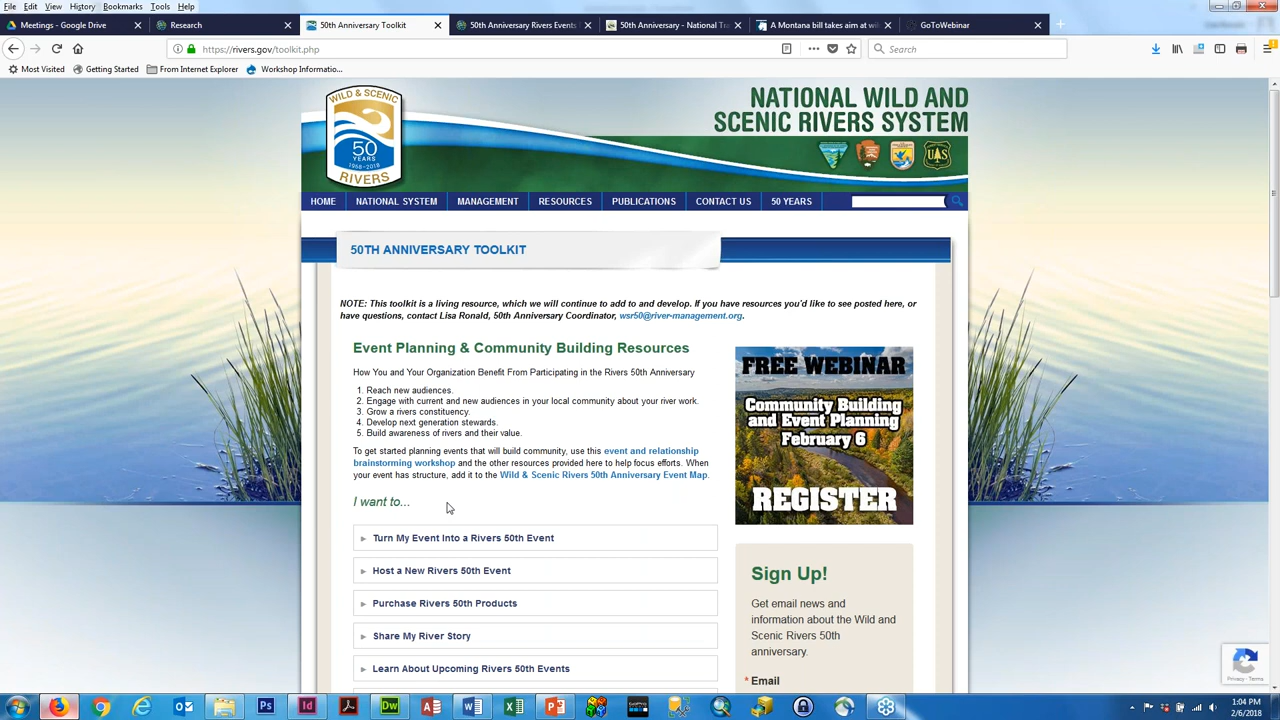 File Edit View History Bookmarks Tools Help
Meetings - Google Drive
Research
50th Anniversary Toolkit
50th Anniversary Rivers Events
50th Anniversary - National Tra
A Montana bill takes aim at wil
GoToWebinar
https://rivers.gov/toolkit.php
Search
Most Visited Getting Started From Internet Explorer Workshop Informatio...
WILD & SCENIC
50
YEARS
1968-2018
RIVERS
NATIONAL WILD AND
SCENIC RIVERS SYSTEM
HOME NATIONAL SYSTEM MANAGEMENT RESOURCES PUBLICATIONS CONTACT US 50 YEARS
50TH ANNIVERSARY TOOLKIT
NOTE: This toolkit is a living resource, which we will continue to add to and develop. If you have resources you'd like to see posted here, or
have questions, contact Lisa Ronald, 50th Anniversary Coordinator, wsr50@river-management.org.
Event Planning & Community Building Resources
How You and Your Organization Benefit From Participating in the Rivers 50th Anniversary
1. Reach new audiences.
2. Engage with current and new audiences in your local community about your river work.
3. Grow a rivers constituency.
4. Develop next generation stewards.
5. Build awareness of rivers and their value.
To get started planning events that will build community, use this event and relationship
brainstorming workshop and the other resources provided here to help focus efforts. When
your event has structure, add it to the Wild & Scenic Rivers 50th Anniversary Event Map.
I want to...
Turn My Event Into a Rivers 50th Event
Host a New Rivers 50th Event
Purchase Rivers 50th Products
Share My River Story
Learn About Upcoming Rivers 50th Events
FREE WEBINAR
Community Building
and Event Planning
February 6
REGISTER
Sign Up!
Get email news and
information about the Wild and
Scenic Rivers 50th
anniversary.
* Email
Privacy - Terms
1:04 PM
2/6/2018